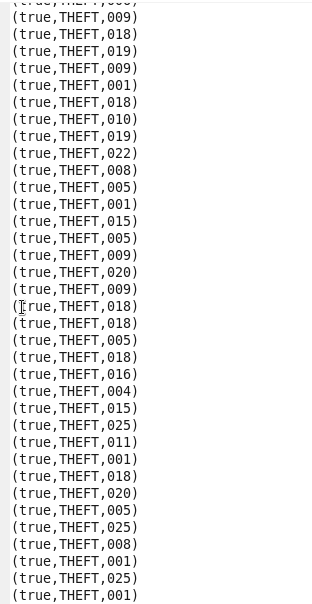 (true,THEFT,009)
(true,THEFT,018)
(true,THEFT,019)
(true,THEFT,009)
(true,THEFT,001)
(true,THEFT,018)
(true,THEFT,010)
(true,THEFT,019)
(true,THEFT,022)
(true,THEFT,008)
(true,THEFT,005)
(true,THEFT,001)
(true,THEFT,015)
(true,THEFT,005)
(true,THEFT,009)
(true,THEFT,020)
(true,THEFT,009)
(true,THEFT,018)
(true,THEFT,018)
(true,THEFT,005)
(true,THEFT,018)
(true,THEFT,016)
(true,THEFT,004)
(true,THEFT,015)
(true,THEFT,025)
(true,THEFT,011)
(true,THEFT,001)
(true,THEFT,018)
(true,THEFT,020)
(true,THEFT,005)
(true,THEFT,025)
(true,THEFT,008)
(true,THEFT,001)
(true,THEFT,025)
(true,THEFT,001)